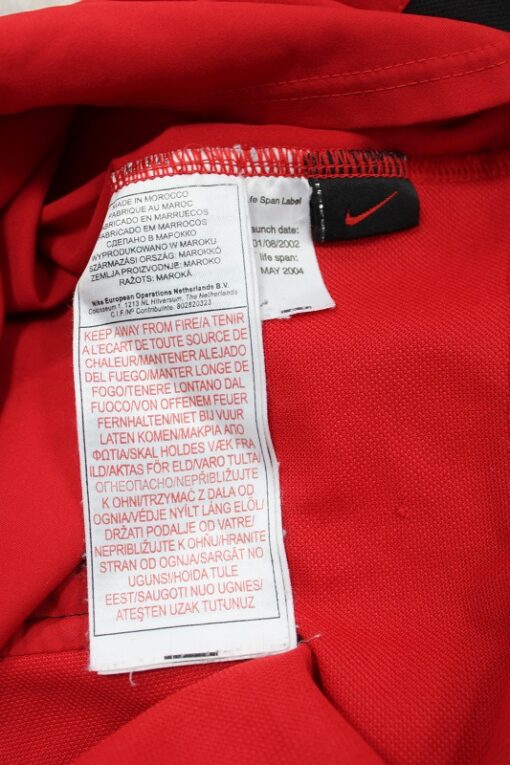 MADE IN MOROCCO
FABRIQUE AU MAROC
FABRICADO EN MARRUECOS
FABRICADO EM MARROCOS
СДЕЛАНО В МАРОККО
WYPRODUKOWANO W MAROKU
SZÁRMAZÁSI ORSZÁG: MAROKKÓ
ZEMLJA PROIZVODNJE: MAROKO
RAŽOTS: MAROKĀ
Nike European Operations Netherlands B.V.
Colosseum 1, 1213 NL Hilversum, The Netherlands
C.I.F/Nº Contribuinte: 802820323
KEEP AWAY FROM FIRE/A TENIR
A L'ECART DE TOUTE SOURCE DE
CHALEUR/MANTENER ALEJADO
DEL FUEGO/MANTER LONGE DE
FOGO/TENERE LONTANO DAL
FUOCO/VON OFFENEM FEUER
FERNHALTEN/NIET BIJ VUUR
LATEN KOMEN/ΜΑΚΡΙΑ ΑΠΟ
ΦΩΤΙΑ/SKAL HOLDES VÆK FRA
ILD/AKTAS FÖR ELD/VARO TULTA/
ОГНЕОПАСНО/NEPŘIBLIŽUJTE
K OHNI/TRZYMAĆ Z DALA OD
OGNIA/VÉDJE NYÍLT LÁNG ELŐL/
DRŽATI PODALJE OD VATRE/
NEPRIBLIŽUJTE K OHŇU/HRANITE
STRAN OD OGNJA/SARGĀT NO
UGUNS/HOIDA TULE
EEST/SAUGOTI NUO UGNIES/
ATEŞTEN UZAK TUTUNUZ
fe Span Label
aunch date:
01/08/2002
life span:
MAY 2004